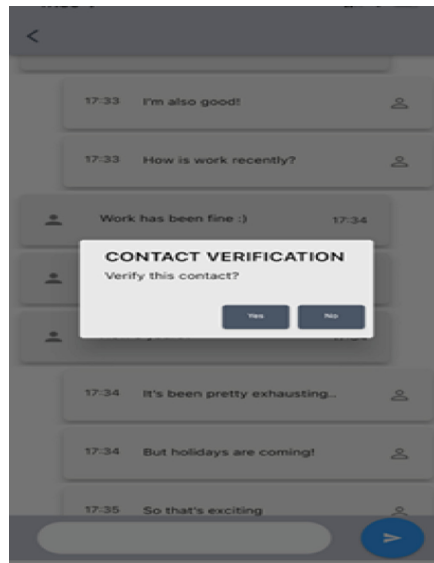 17:33 I'm also good!
17:33 How is work recently?
Work has been fine :) 17:34
CONTACT VERIFICATION
Verify this contact?
Yes No
17:34 It's been pretty exhausting..
17:34 But holidays are coming!
17:35 So that's exciting